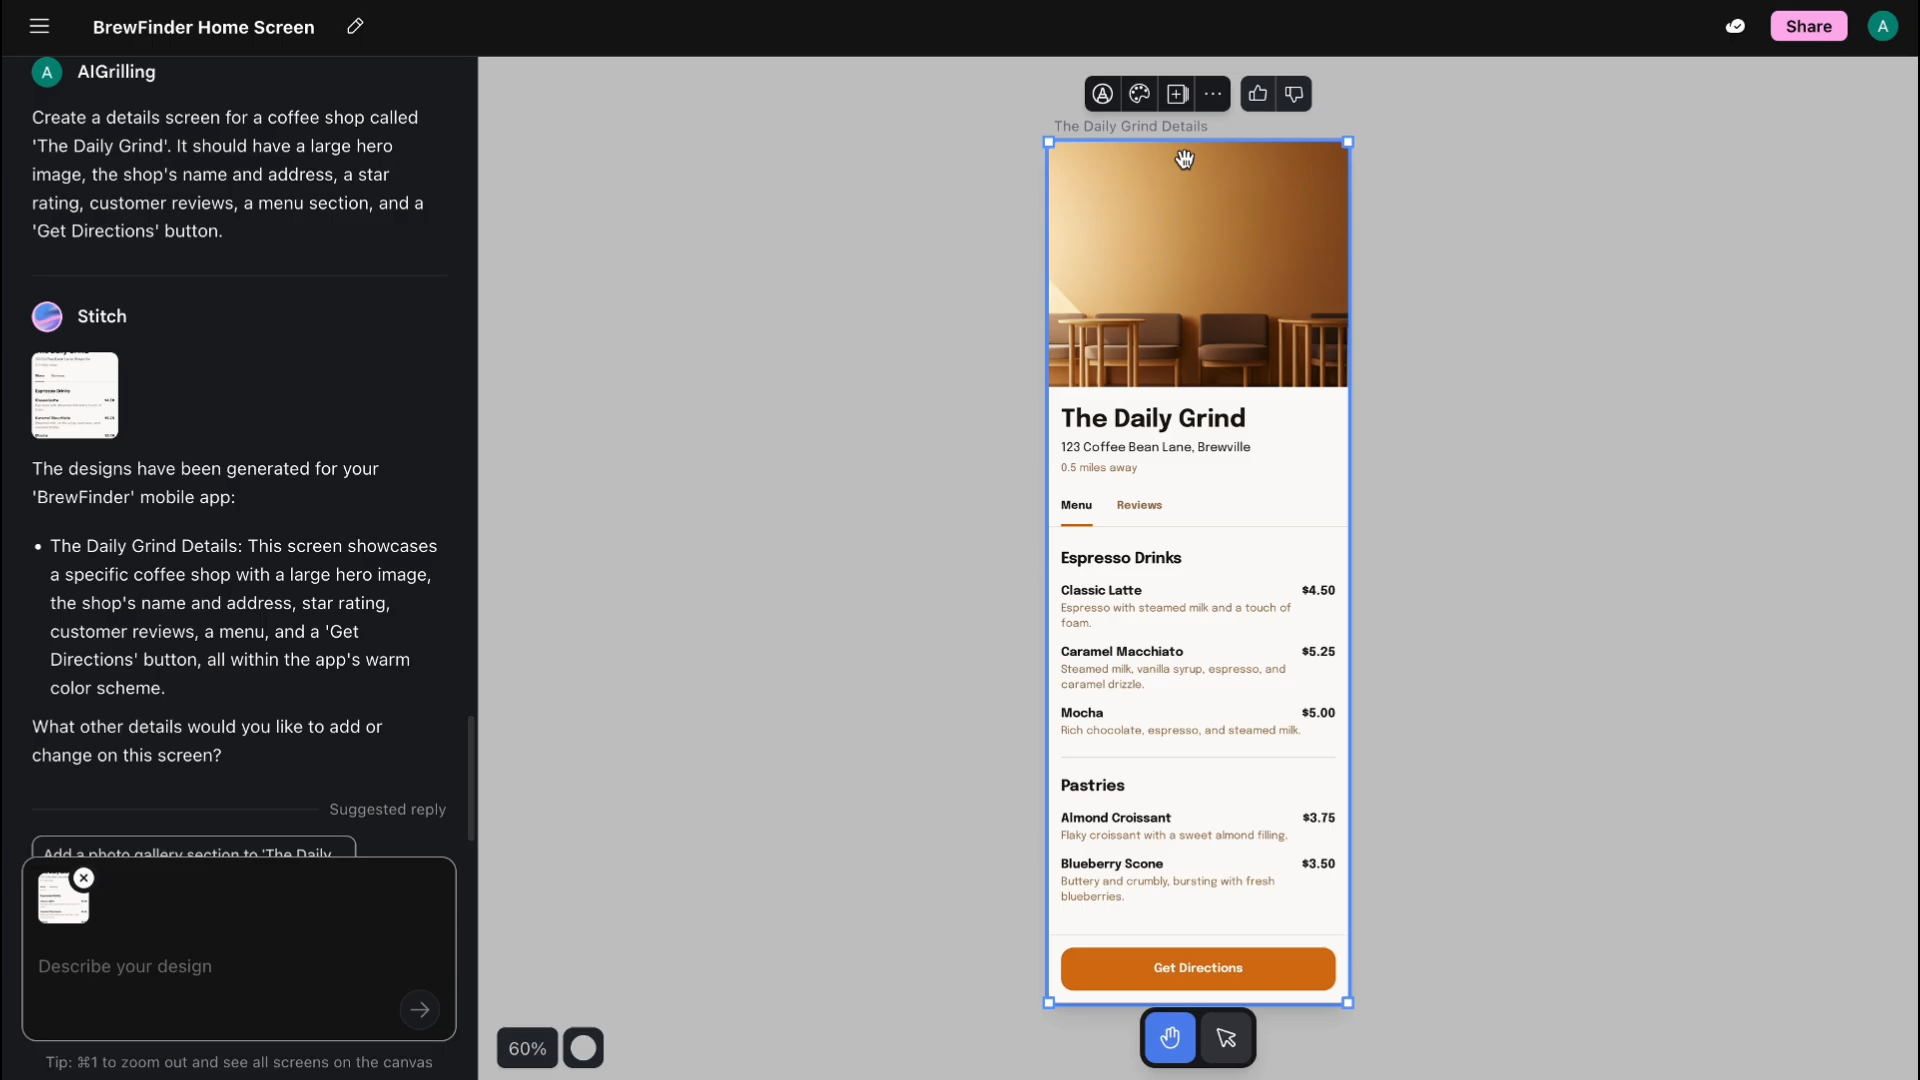 BrewFinder Home Screen
Share
A
A
AIGrilling
Create a details screen for a coffee shop called
'The Daily Grind'. It should have a large hero
image, the shop's name and address, a star
rating, customer reviews, a menu section, and a
'Get Directions' button.
Stitch
The designs have been generated for your
'BrewFinder' mobile app:
• The Daily Grind Details: This screen showcases
a specific coffee shop with a large hero image,
the shop's name and address, star rating,
customer reviews, a menu, and a 'Get
Directions' button, all within the app's warm
color scheme.
What other details would you like to add or
change on this screen?
Suggested reply
Add a photo gallery section to 'The Daily
Describe your design
Tip: ⌘1 to zoom out and see all screens on the canvas
60%
The Daily Grind Details
The Daily Grind
123 Coffee Bean Lane, Brewville
0.5 miles away
Menu Reviews
Espresso Drinks
Classic Latte $4.50
Espresso with steamed milk and a touch of
foam.
Caramel Macchiato $5.25
Steamed milk, vanilla syrup, espresso, and
caramel drizzle.
Mocha $5.00
Rich chocolate, espresso, and steamed milk.
Pastries
Almond Croissant $3.75
Flaky croissant with a sweet almond filling.
Blueberry Scone $3.50
Buttery and crumbly, bursting with fresh
blueberries.
Get Directions